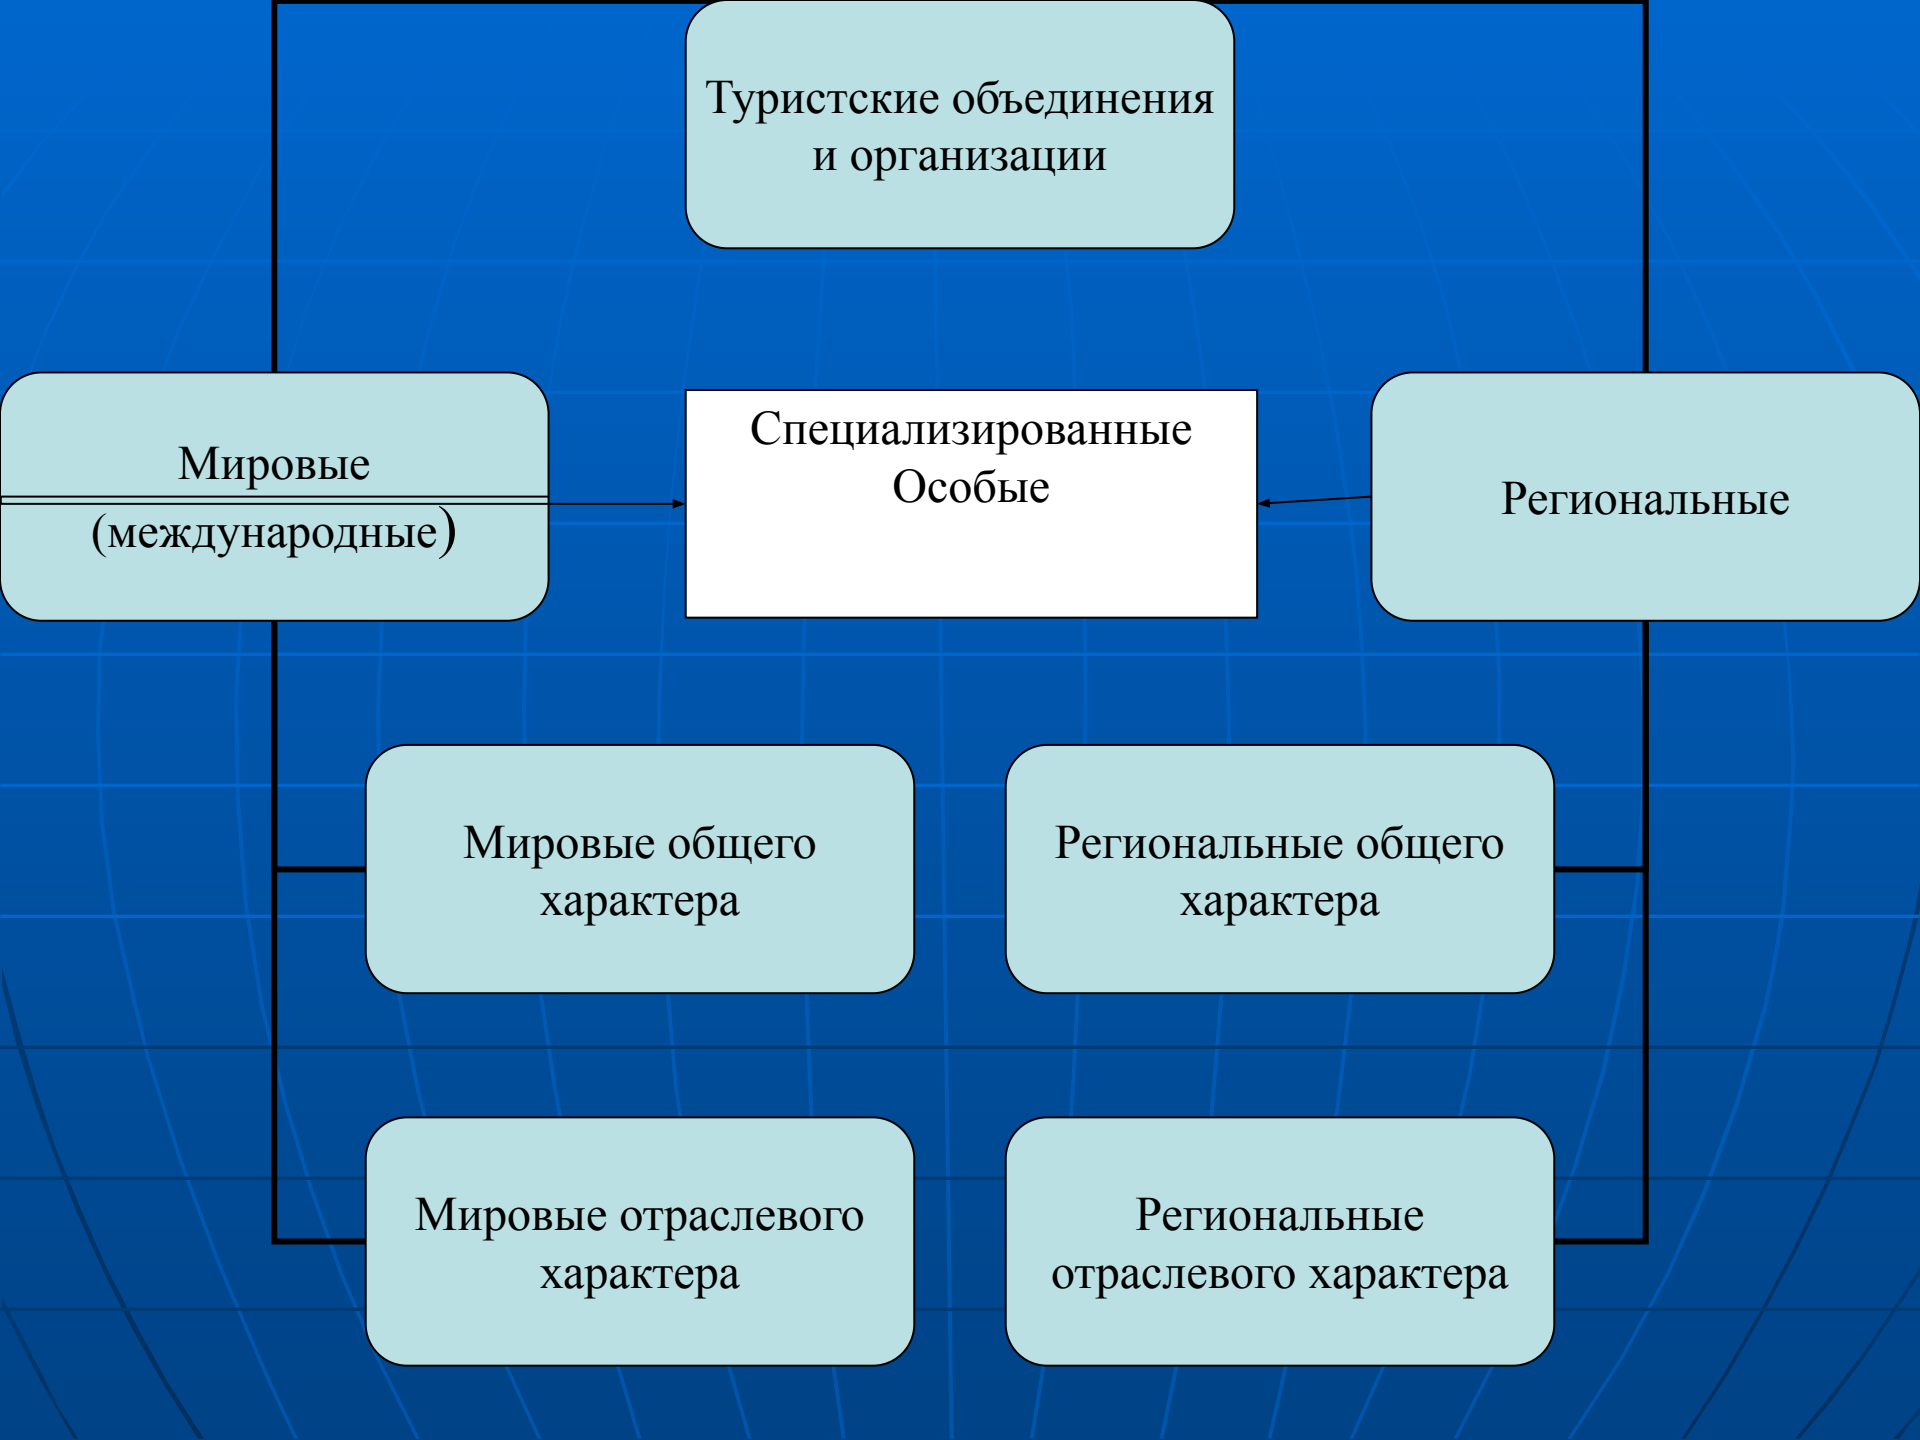 Туристские объединения
и организации
Мировые
(международные)
Специализированные
Особые
Региональные
Мировые общего
характера
Региональные общего
характера
Мировые отраслевого
характера
Региональные
отраслевого характера